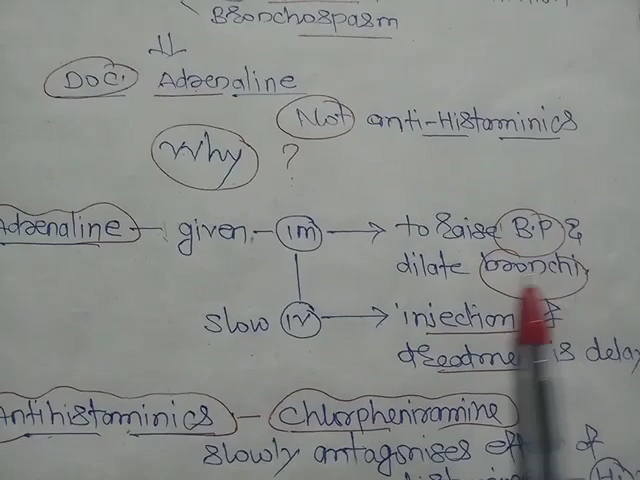 Bronchospasm
⇓
DOC. Adrenaline
Not anti-Histaminics
Why ?
Adrenaline - given - im → to raise B.P &
dilate bronchi
slow iv → injection
is delay
Antihistaminics - Chlorpheniramine
slowly antagonises of